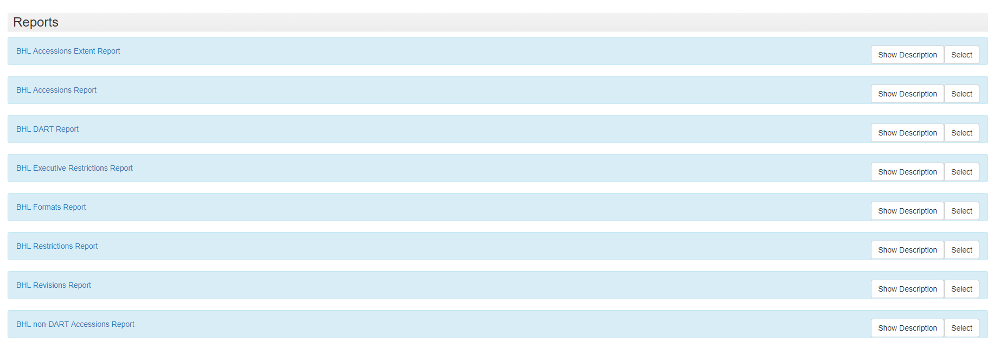 Reports
BHL Accessions Extent Report Show Description Select
BHL Accessions Report Show Description Select
BHL DART Report Show Description Select
BHL Executive Restrictions Report Show Description Select
BHL Formats Report Show Description Select
BHL Restrictions Report Show Description Select
BHL Revisions Report Show Description Select
BHL non-DART Accessions Report Show Description Select